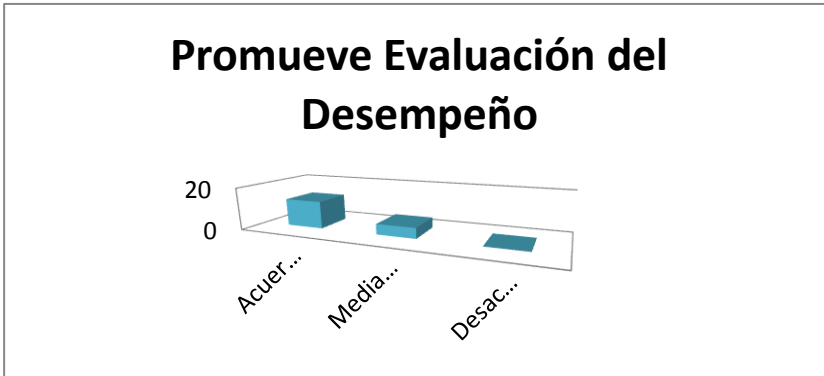 Promueve Evaluación del
Desempeño
20
0
Acuer...
Media...
Desac...